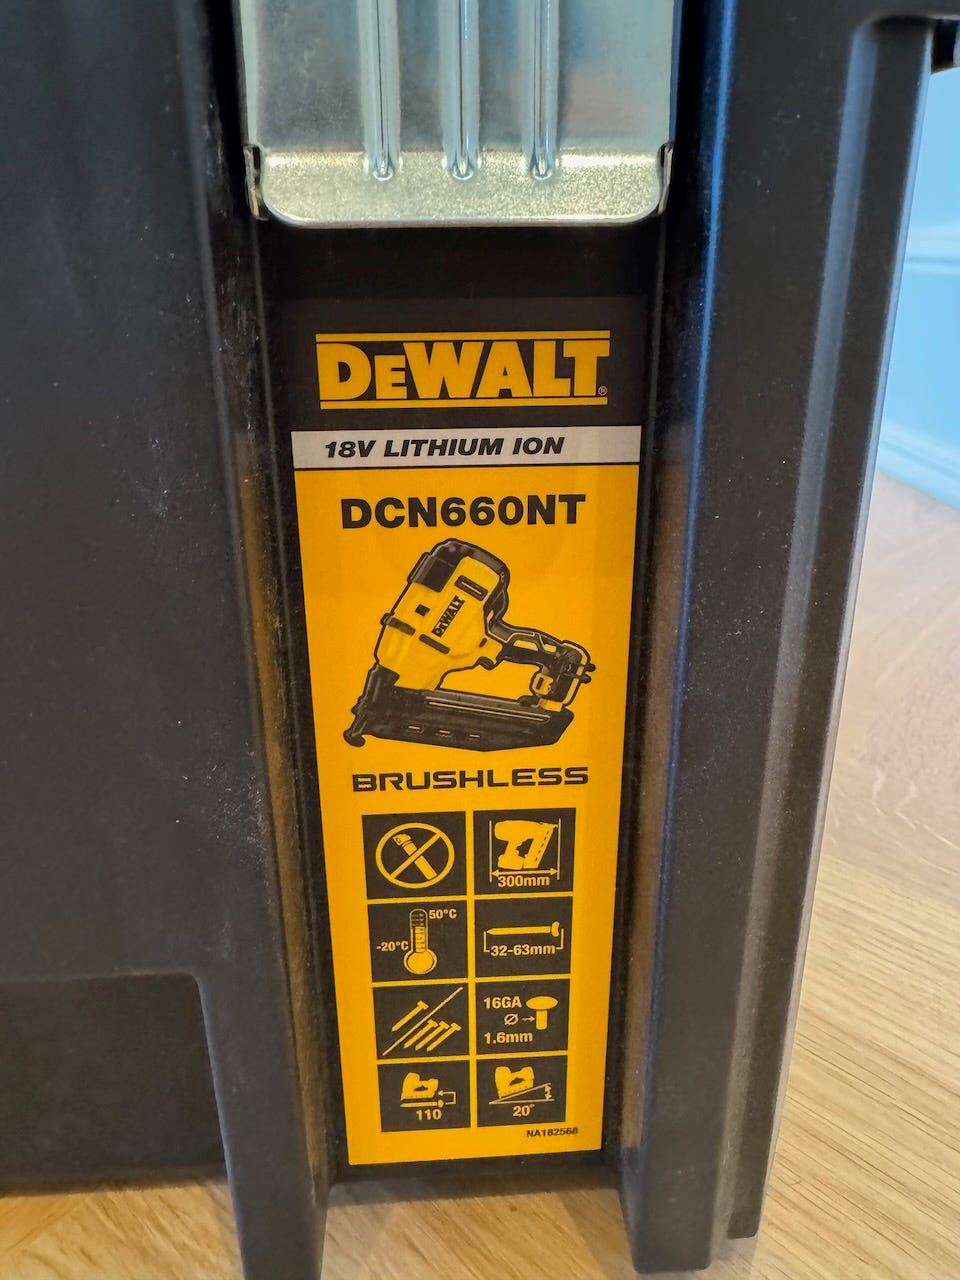 DEWALT®
18V LITHIUM ION
DCN660NT
DEWALT
BRUSHLESS
300mm
50°C
-20°C
32-63mm
16GA
Ø
1.6mm
110
20°
NA182568